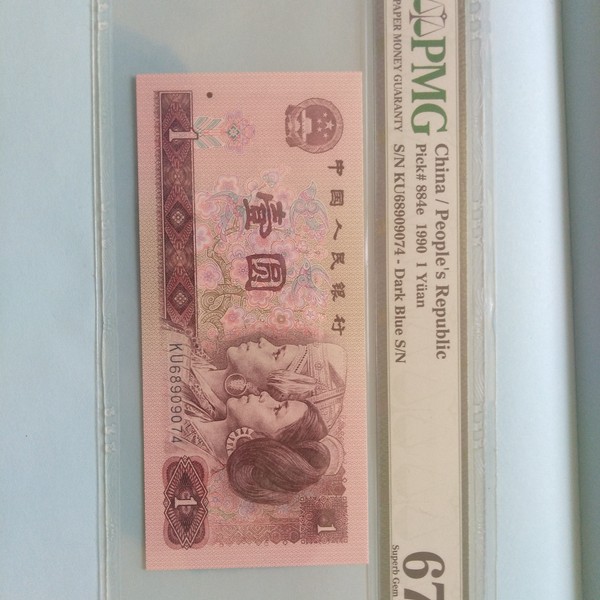 PMG
PAPER MONEY GUARANTY
China / People's Republic
Pick# 884e 1990 1 Yüan
S/N KU68909074 - Dark Blue S/N
67
Superb Gem
中国人民银行
壹圆
1
KU68909074
1
1